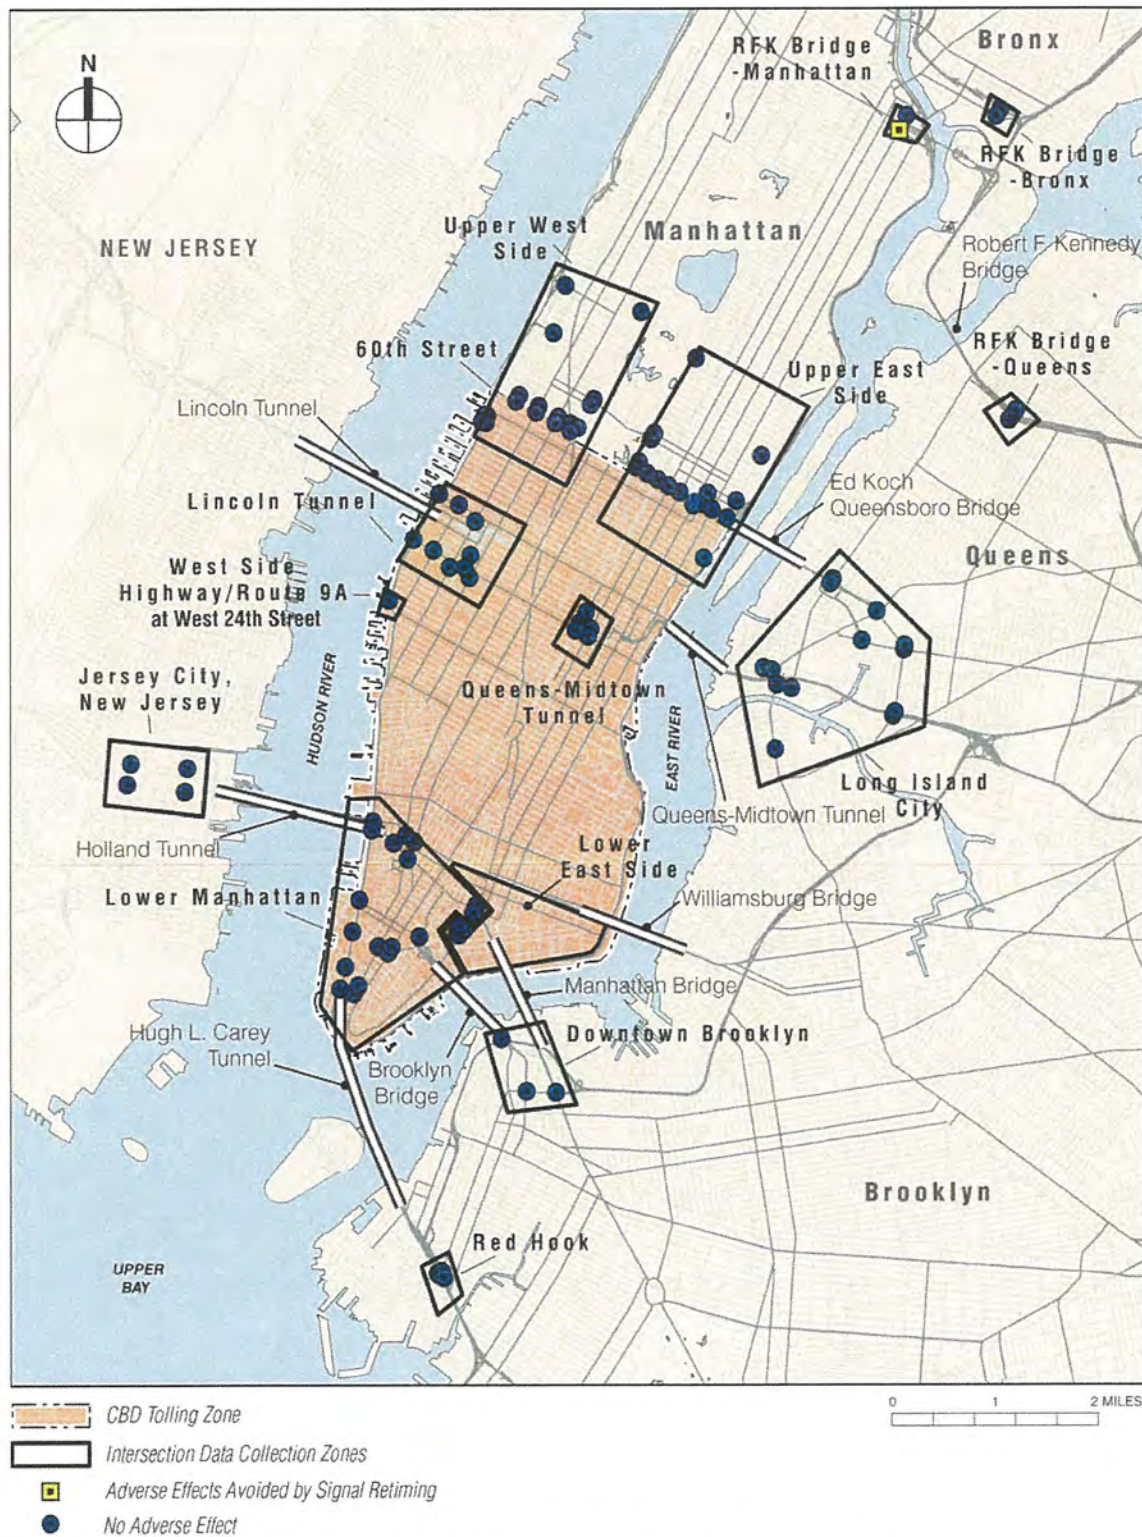 N
RFK Bridge
-Manhattan
Bronx
RFK Bridge
-Bronx
NEW JERSEY
Upper West
Side
Manhattan
Robert F. Kennedy
Bridge
60th Street
RFK Bridge
-Queens
Upper East
Side
Lincoln Tunnel
Ed Koch
Queensboro Bridge
Lincoln Tunnel
Queens
West Side
Highway/Route 9A
at West 24th Street
Jersey City,
New Jersey
HUDSON RIVER
Queens-Midtown
Tunnel
EAST RIVER
Long Island
City
Queens-Midtown Tunnel
Holland Tunnel
Lower
East Side
Lower Manhattan
Williamsburg Bridge
Manhattan Bridge
Hugh L. Carey
Tunnel
Downtown Brooklyn
Brooklyn
Bridge
Brooklyn
Red Hook
UPPER
BAY
0 1 2 MILES
CBD Tolling Zone
Intersection Data Collection Zones
Adverse Effects Avoided by Signal Retiming
No Adverse Effect